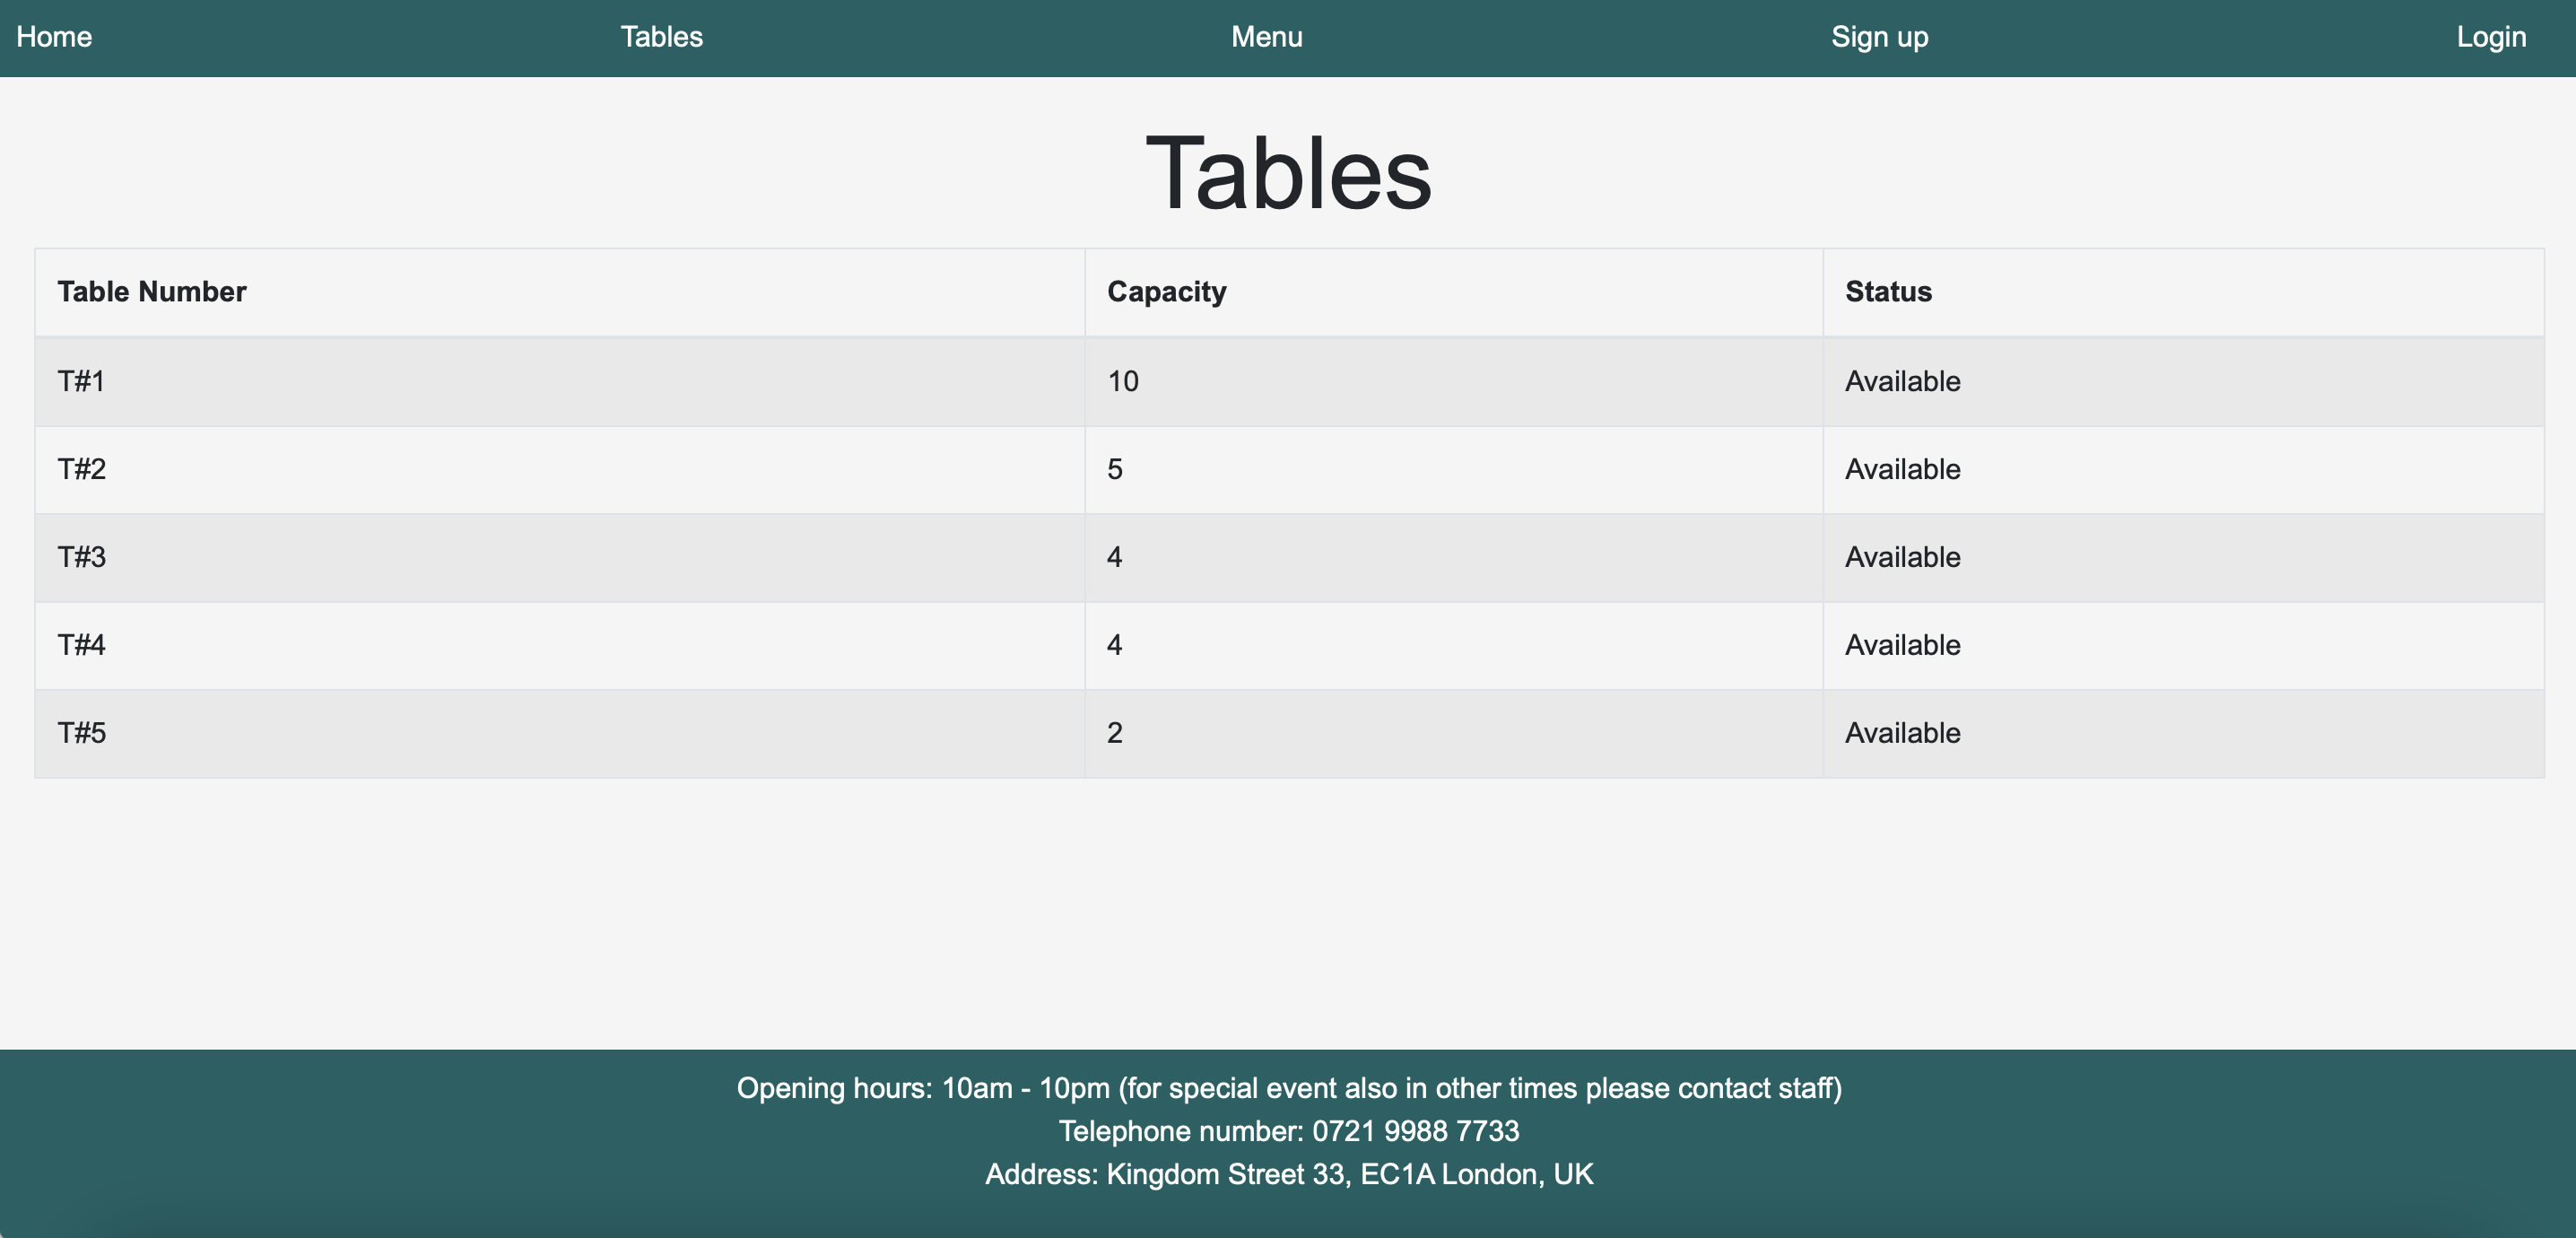 Home Tables Menu Sign up Login
Tables
Table Number Capacity Status
T#1 10 Available
T#2 5 Available
T#3 4 Available
T#4 4 Available
T#5 2 Available
Opening hours: 10am - 10pm (for special event also in other times please contact staff)
Telephone number: 0721 9988 7733
Address: Kingdom Street 33, EC1A London, UK